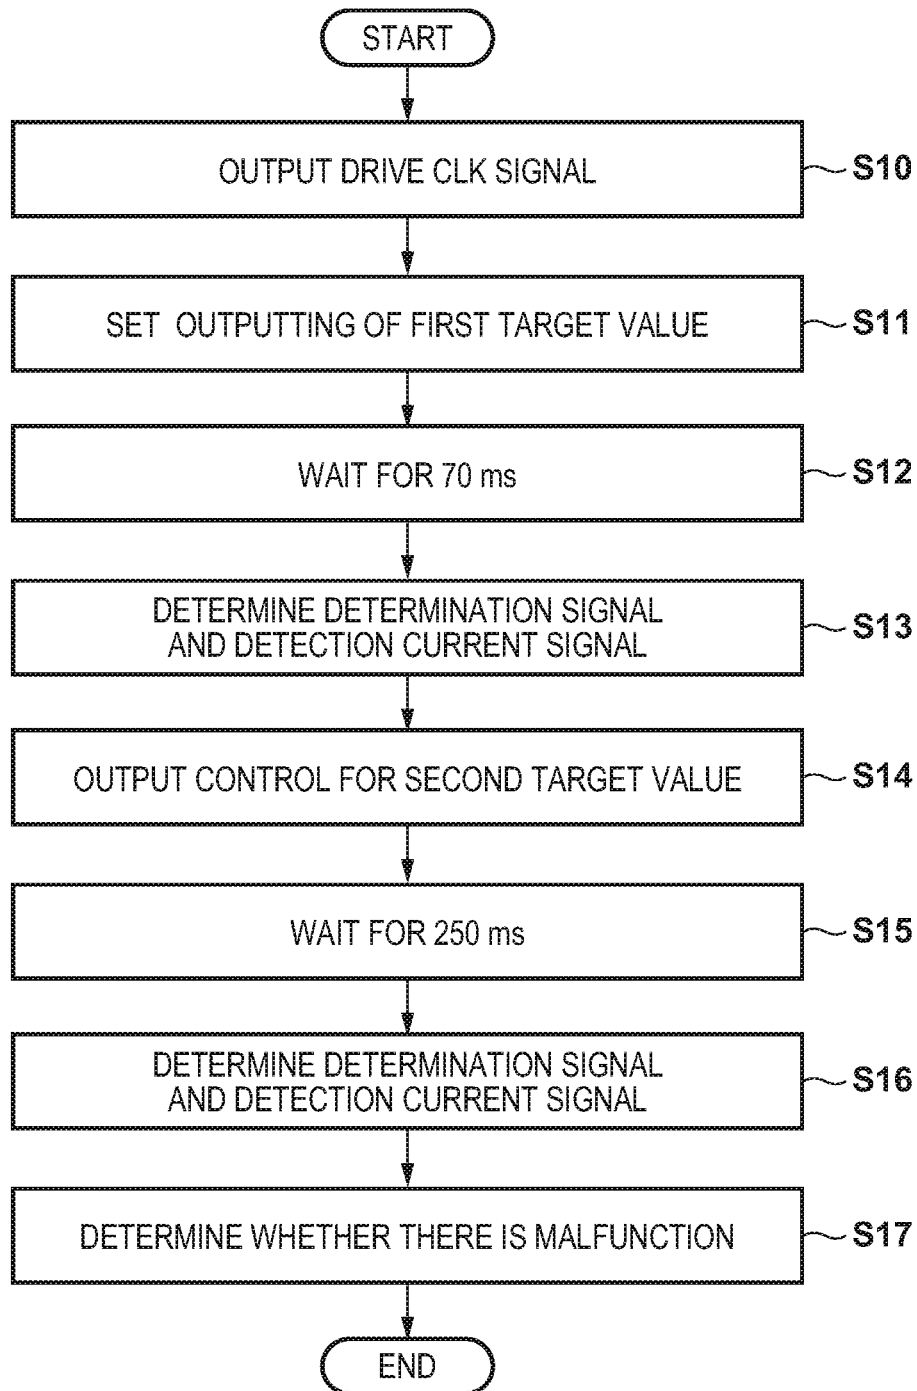 START
OUTPUT DRIVE CLK SIGNAL
S10
SET OUTPUTTING OF FIRST TARGET VALUE
S11
WAIT FOR 70 ms
S12
DETERMINE DETERMINATION SIGNAL
AND DETECTION CURRENT SIGNAL
S13
OUTPUT CONTROL FOR SECOND TARGET VALUE
S14
WAIT FOR 250 ms
S15
DETERMINE DETERMINATION SIGNAL
AND DETECTION CURRENT SIGNAL
S16
DETERMINE WHETHER THERE IS MALFUNCTION
S17
END